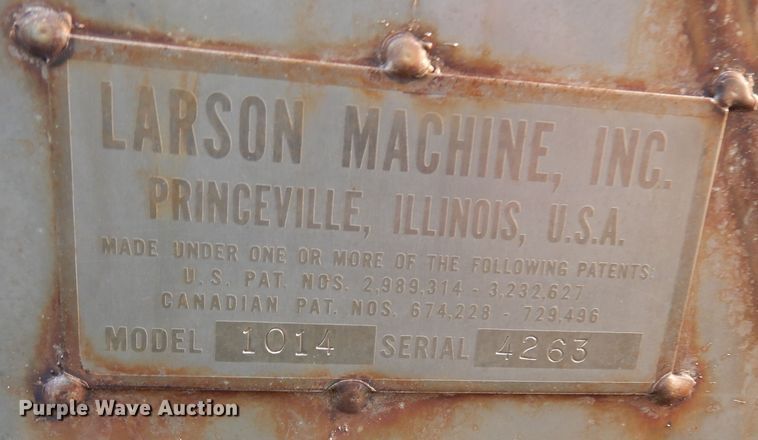 LARSON MACHINE, INC.
PRINCEVILLE, ILLINOIS, U.S.A.
MADE UNDER ONE OR MORE OF THE FOLLOWING PATENTS:
U.S. PAT. NOS. 2,989,314 - 3,232,627
CANADIAN PAT. NOS. 674,228 - 729,496
MODEL 1014 SERIAL 4263
Purple Wave Auction